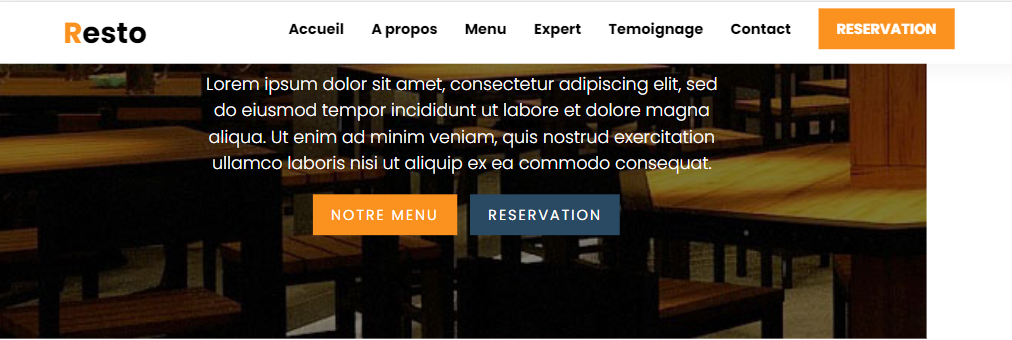 Resto
Accueil A propos Menu Expert Temoignage Contact RESERVATION
Lorem ipsum dolor sit amet, consectetur adipiscing elit, sed
do eiusmod tempor incididunt ut labore et dolore magna
aliqua. Ut enim ad minim veniam, quis nostrud exercitation
ullamco laboris nisi ut aliquip ex ea commodo consequat.
NOTRE MENU RESERVATION